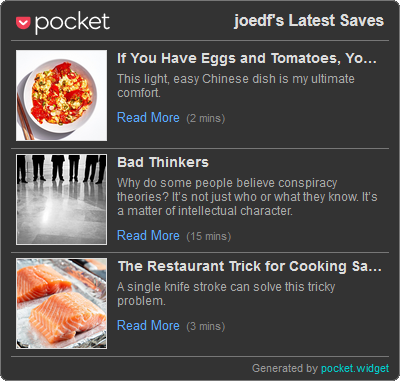 pocket
joedf's Latest Saves
If You Have Eggs and Tomatoes, Yo…
This light, easy Chinese dish is my ultimate
comfort.
Read More (2 mins)
Bad Thinkers
Why do some people believe conspiracy
theories? It's not just who or what they know. It's
a matter of intellectual character.
Read More (15 mins)
The Restaurant Trick for Cooking Sa…
A single knife stroke can solve this tricky
problem.
Read More (3 mins)
Generated by pocket.widget